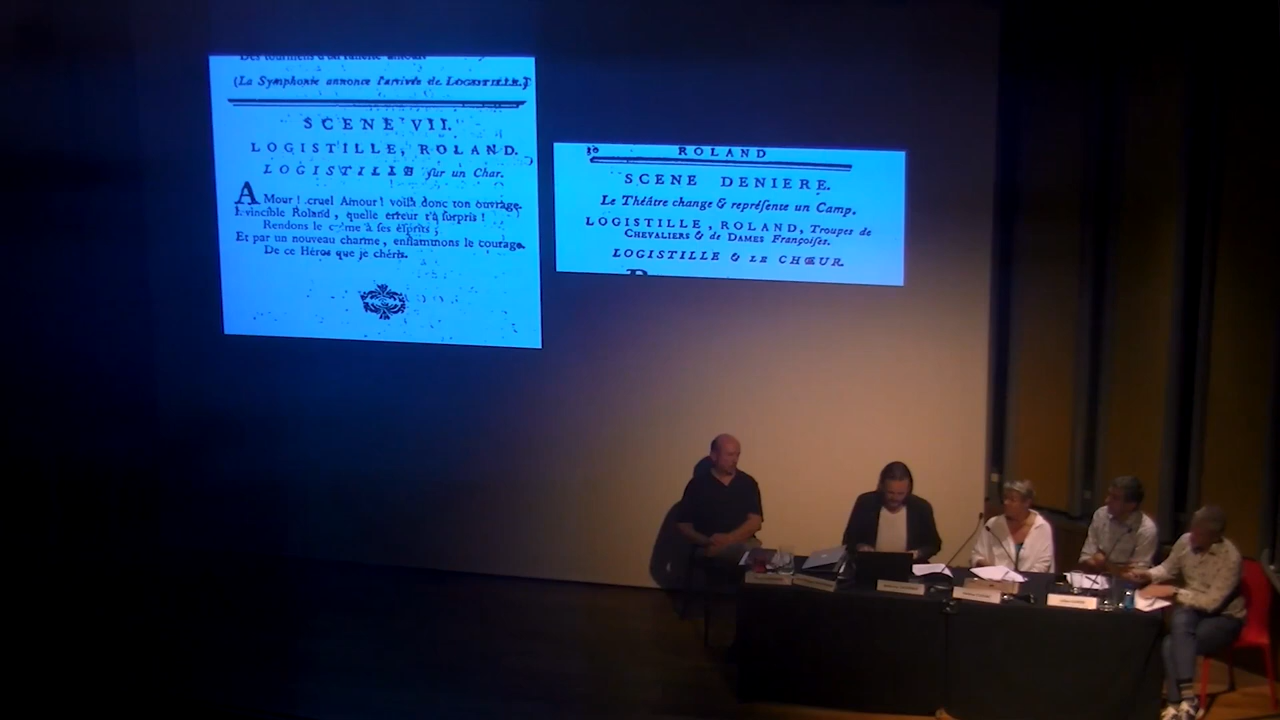 Des tourmens d'un
(La Symphonie annonce l'arrivée de LOGISTILLE.)
SCENE VII.
LOGISTILLE, ROLAND.
LOGISTILLE sur un Char.
AMour ! cruel Amour ! voilà donc ton ouvrage.
Invincible Roland, quelle erreur t'a surpris !
Rendons le à ses esprits ;
Et par un nouveau charme, enflammons le courage
De ce Héros que je chéris.
ROLAND
SCENE DENIERE.
Le Théâtre change & représente un Camp.
LOGISTILLE, ROLAND, Troupes de
CHEVALIERS & de DAMES Françoises.
LOGISTILLE & LE CHŒUR.